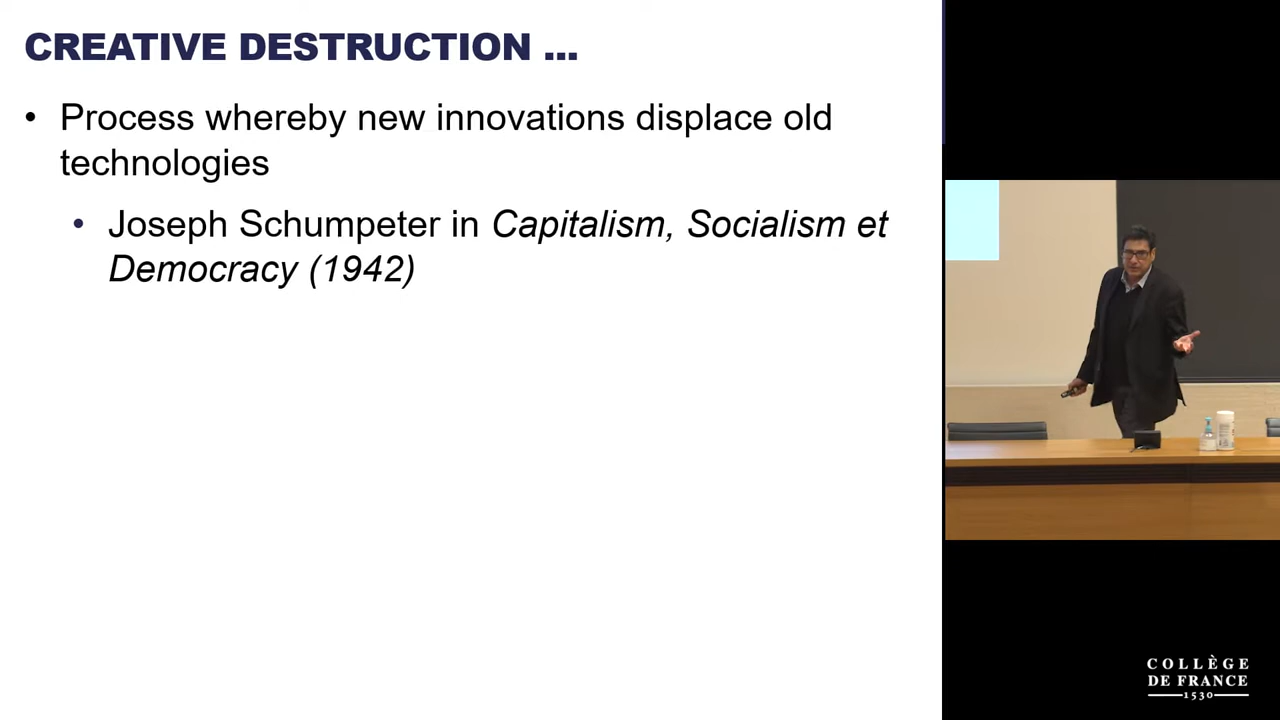 CREATIVE DESTRUCTION ...
• Process whereby new innovations displace old
technologies
• Joseph Schumpeter in Capitalism, Socialism et
Democracy (1942)
COLLÈGE
DE FRANCE
1530